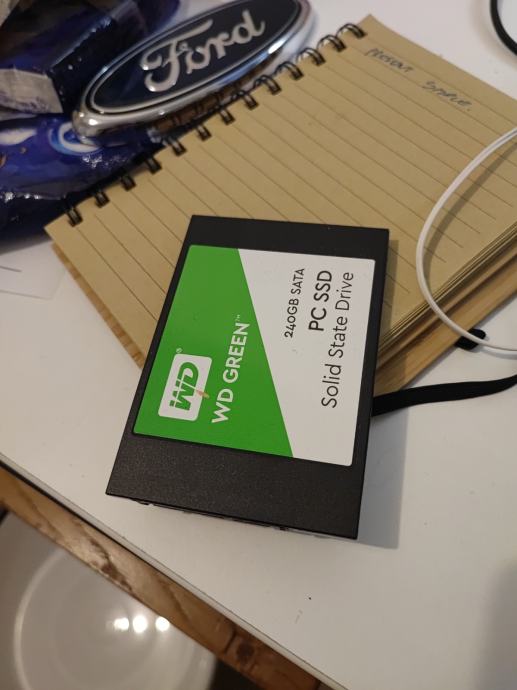 Ford
WD®
WD GREEN™
240GB SATA
PC SSD
Solid State Drive